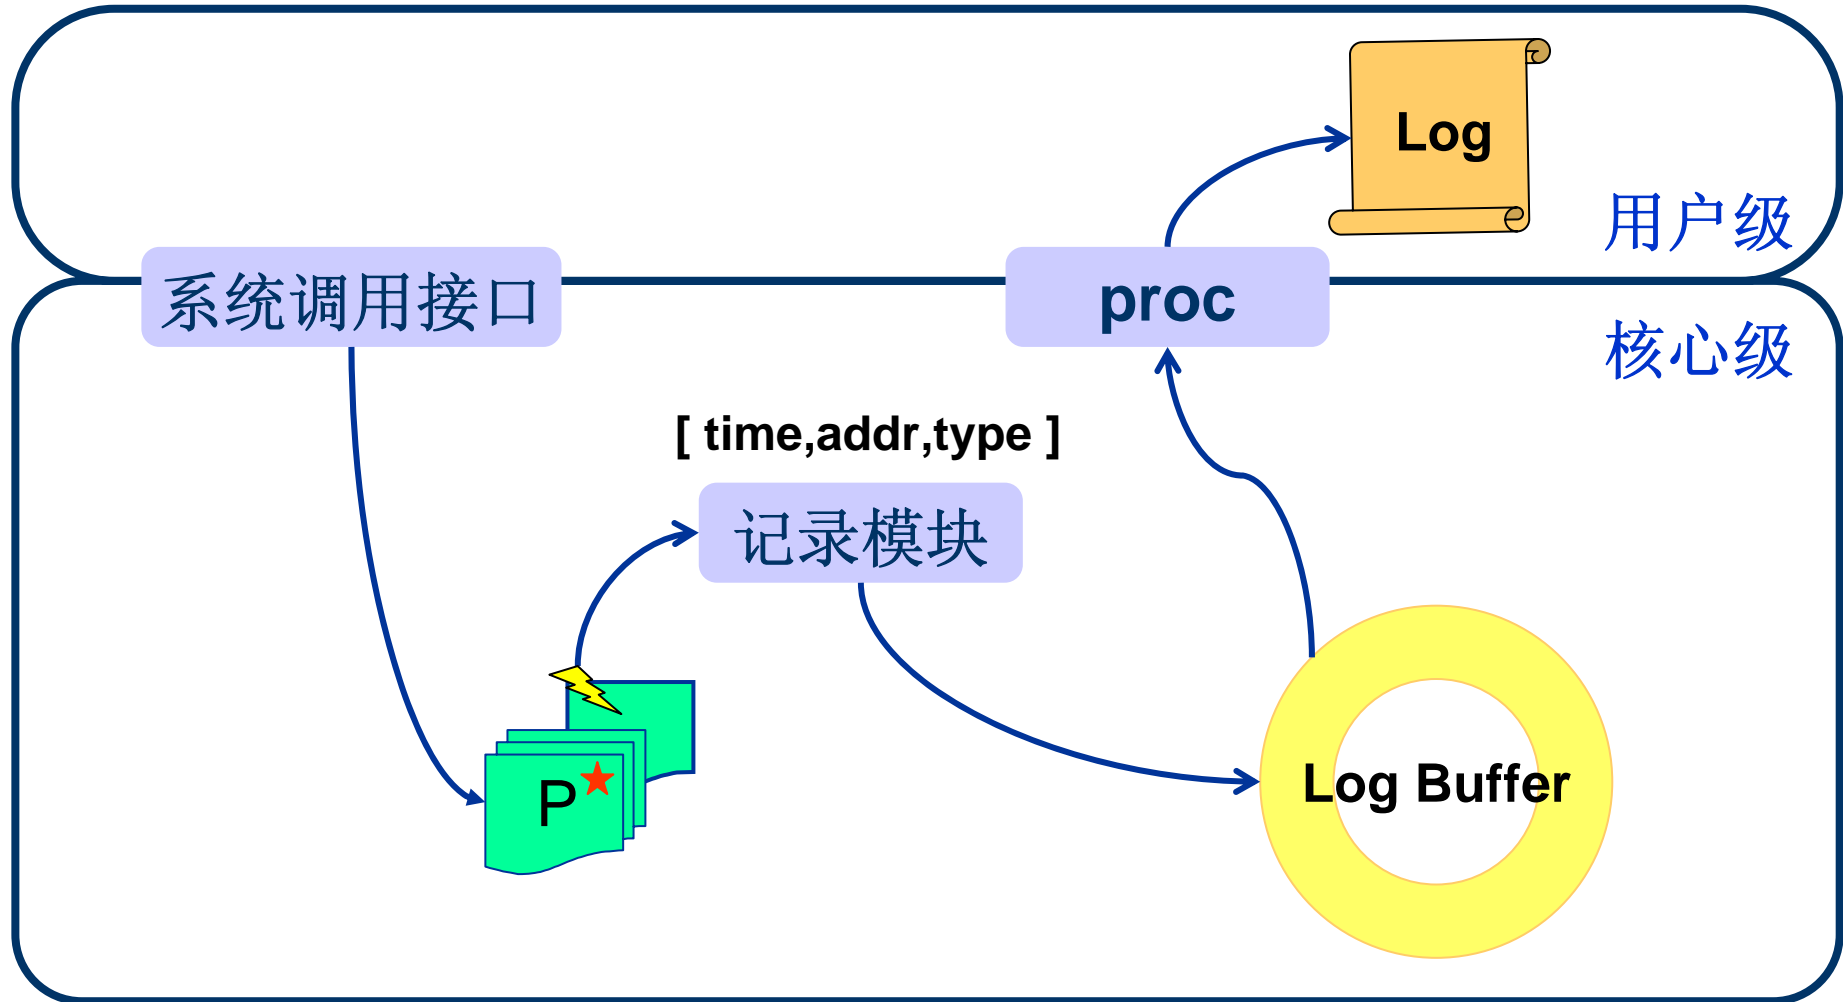 Log
用户级
系统调用接口
proc
核心级
[ time,addr,type ]
记录模块
P
Log Buffer